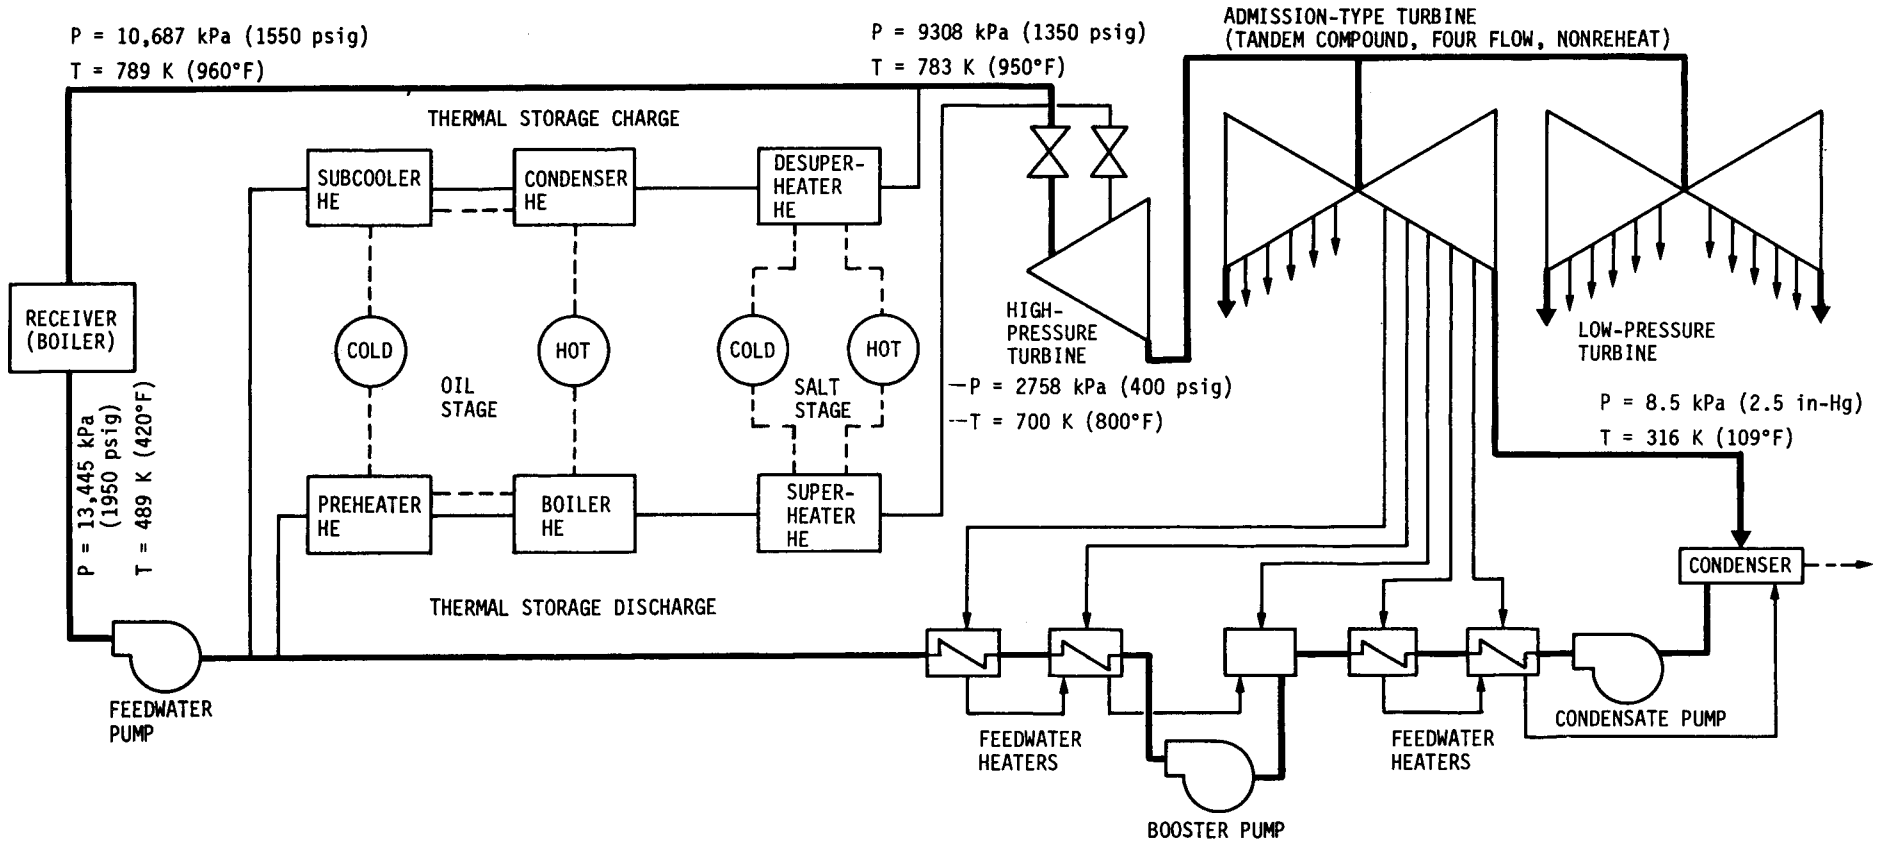 P = 10,687 kPa (1550 psig)
T = 789 K (960°F)
P = 9308 kPa (1350 psig)
T = 783 K (950°F)
ADMISSION-TYPE TURBINE
(TANDEM COMPOUND, FOUR FLOW, NONREHEAT)
THERMAL STORAGE CHARGE
SUBCOOLER
HE
CONDENSER
HE
DESUPER-
HEATER
HE
RECEIVER
(BOILER)
COLD
HOT
COLD
HOT
OIL
STAGE
SALT
STAGE
HIGH-
PRESSURE
TURBINE
LOW-PRESSURE
TURBINE
P = 2758 kPa (400 psig)
T = 700 K (800°F)
P = 8.5 kPa (2.5 in-Hg)
T = 316 K (109°F)
P = 13,445 kPa
(1950 psig)
T = 489 K (420°F)
PREHEATER
HE
BOILER
HE
SUPER-
HEATER
HE
CONDENSER
THERMAL STORAGE DISCHARGE
FEEDWATER
PUMP
FEEDWATER
HEATERS
FEEDWATER
HEATERS
CONDENSATE PUMP
BOOSTER PUMP